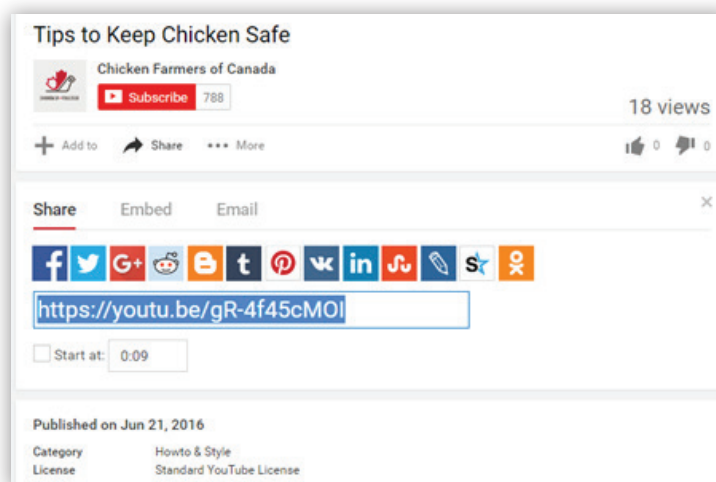 Tips to Keep Chicken Safe
Chicken Farmers of Canada
Subscribe 788
18 views
Add to Share More
0 0
Share Embed Email
https://youtu.be/gR-4f45cMOI
Start at: 0:09
Published on Jun 21, 2016
Category Howto & Style
License Standard YouTube License